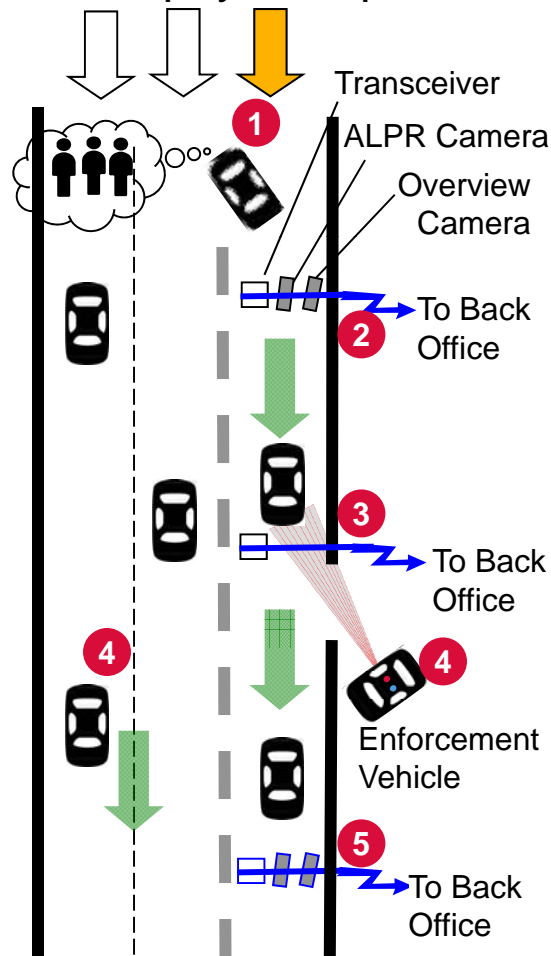 Transceiver
1
ALPR Camera
Overview
Camera
To Back
Office
2
3
To Back
Office
4
4
Enforcement
Vehicle
5
To Back
Office